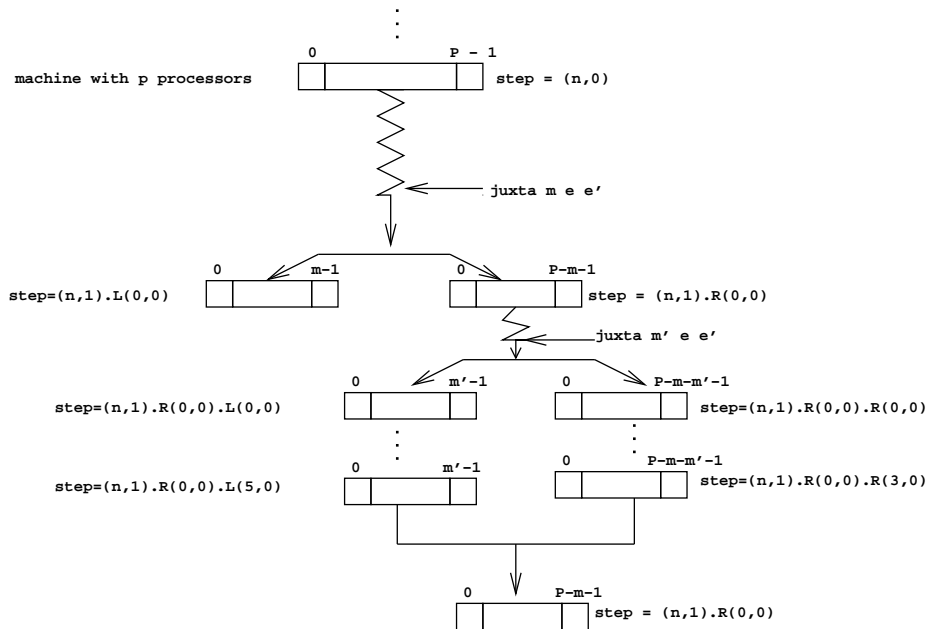 0 P - 1
machine with p processors step = (n,0)
juxta m e e'
0 m-1 0 P-m-1
step=(n,1).L(0,0) step = (n,1).R(0,0)
juxta m' e e'
0 m'-1 0 P-m-m'-1
step=(n,1).R(0,0).L(0,0) step=(n,1).R(0,0).R(0,0)
0 m'-1 0 P-m-m'-1
step=(n,1).R(0,0).L(5,0) step=(n,1).R(0,0).R(3,0)
0 P-m-1
step = (n,1).R(0,0)